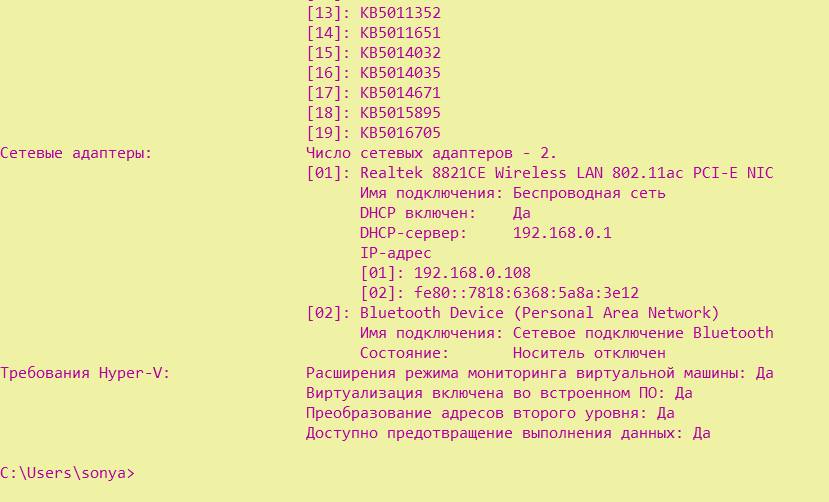 [13]: KB5011352
[14]: KB5011651
[15]: KB5014032
[16]: KB5014035
[17]: KB5014671
[18]: KB5015895
[19]: KB5016705
Сетевые адаптеры: Число сетевых адаптеров - 2.
[01]: Realtek 8821CE Wireless LAN 802.11ac PCI-E NIC
Имя подключения: Беспроводная сеть
DHCP включен: Да
DHCP-сервер: 192.168.0.1
IP-адрес
[01]: 192.168.0.108
[02]: fe80::7818:6368:5a8a:3e12
[02]: Bluetooth Device (Personal Area Network)
Имя подключения: Сетевое подключение Bluetooth
Состояние: Носитель отключен
Требования Hyper-V: Расширения режима мониторинга виртуальной машины: Да
Виртуализация включена во встроенном ПО: Да
Преобразование адресов второго уровня: Да
Доступно предотвращение выполнения данных: Да
C:\Users\sonya>